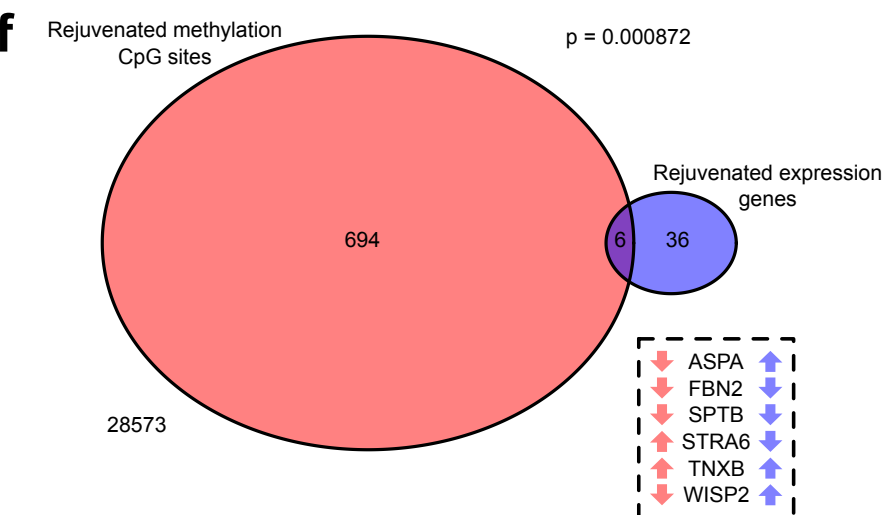 f
Rejuvenated methylation
CpG sites
p = 0.000872
Rejuvenated expression
genes
694
6
36
28573
ASPA
FBN2
SPTB
STRA6
TNXB
WISP2